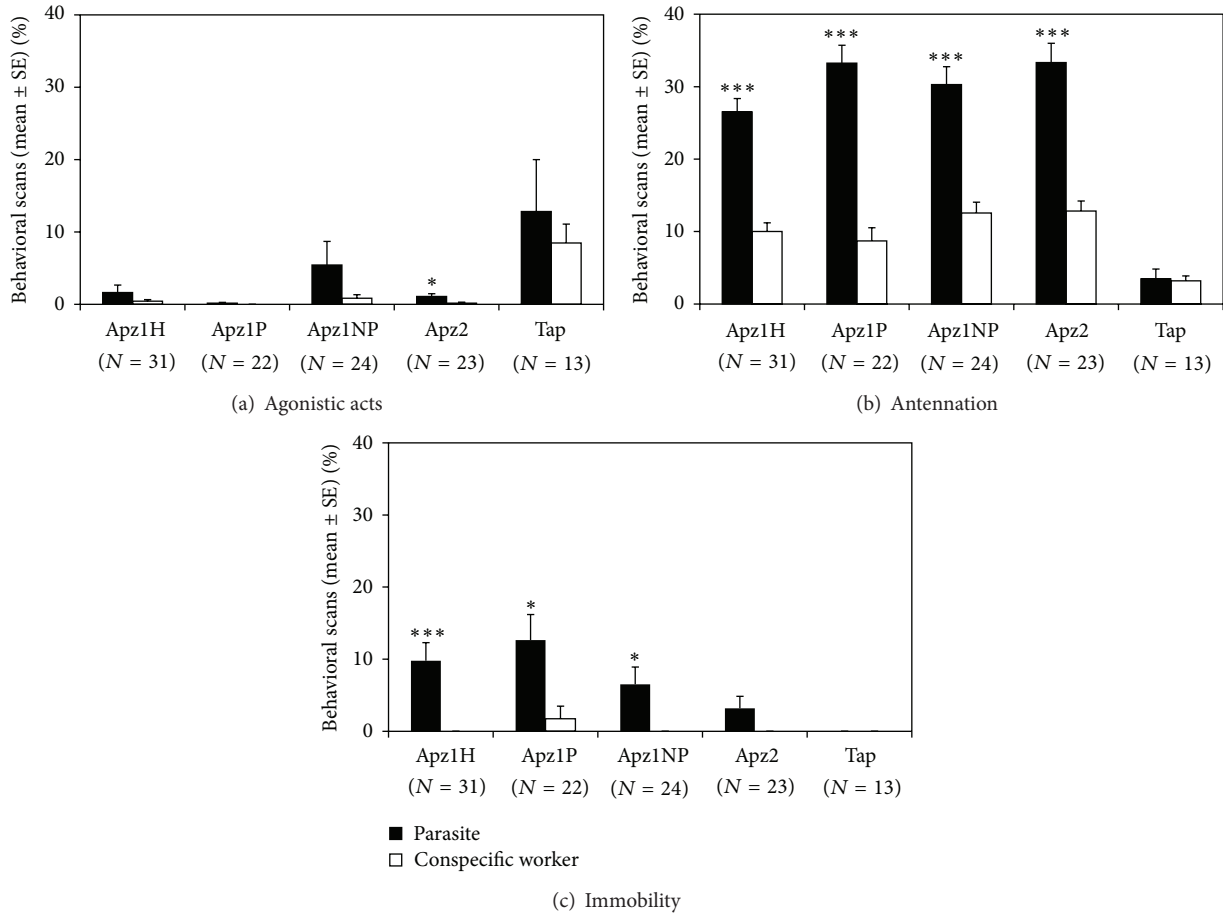 Behavioral scans (mean ± SE) (%)
40
30
20
10
0
*
Apz1H Apz1P Apz1NP Apz2 Tap
(N = 31) (N = 22) (N = 24) (N = 23) (N = 13)
(a) Agonistic acts
Behavioral scans (mean ± SE) (%)
40
30
20
10
0
*** *** *** ***
Apz1H Apz1P Apz1NP Apz2 Tap
(N = 31) (N = 22) (N = 24) (N = 23) (N = 13)
(b) Antennation
Behavioral scans (mean ± SE) (%)
40
30
20
10
0
*** * *
Apz1H Apz1P Apz1NP Apz2 Tap
(N = 31) (N = 22) (N = 24) (N = 23) (N = 13)
Parasite
Conspecific worker
(c) Immobility